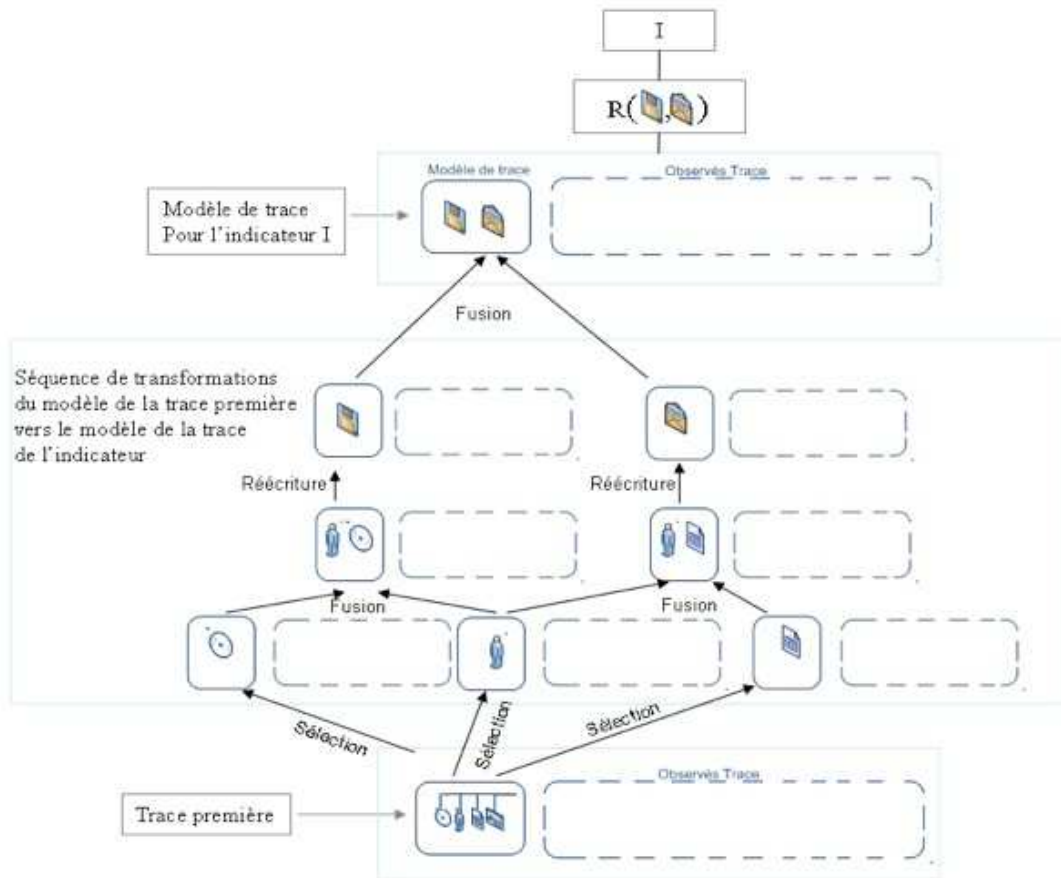 I
R( , )
Modèle de trace
Observés Trace
Modèle de trace
Pour l'indicateur I
Fusion
Séquence de transformations
du modèle de la trace première
vers le modèle de la trace
de l'indicateur
Réécriture
Réécriture
Fusion
Fusion
Sélection
Sélection
Sélection
Observés Trace
Trace première